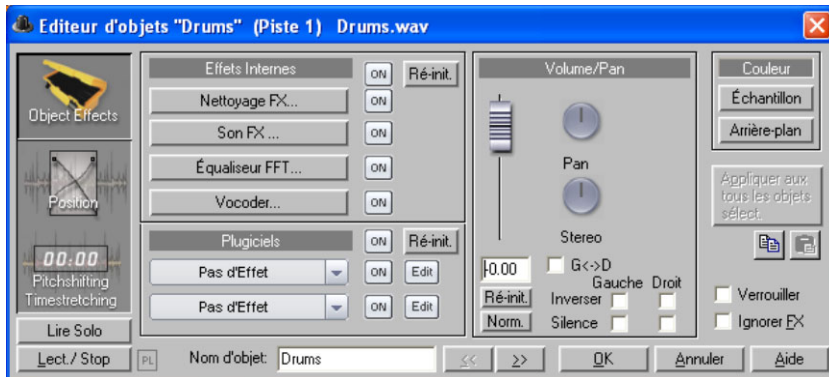 Editeur d'objets "Drums" (Piste 1) Drums.wav
Object Effects
Position
00:00
Pitchshifting
Timestretching
Lire Solo
Lect./ Stop
PL
Effets Internes
ON
Ré-init.
Nettoyage FX...
ON
Son FX ...
ON
Équaliseur FFT...
ON
Vocoder...
ON
Plugiciels
ON
Ré-init.
Pas d'Effet
ON
Edit
Pas d'Effet
ON
Edit
Volume/Pan
Pan
Stereo
-0.00
G<->D
Gauche Droit
Ré-init.
Inverser
Norm.
Silence
Couleur
Échantillon
Arrière-plan
Appliquer aux
tous les objets
sélect.
Verrouiller
Ignorer FX
Nom d'objet: Drums
<<
>>
OK
Annuler
Aide